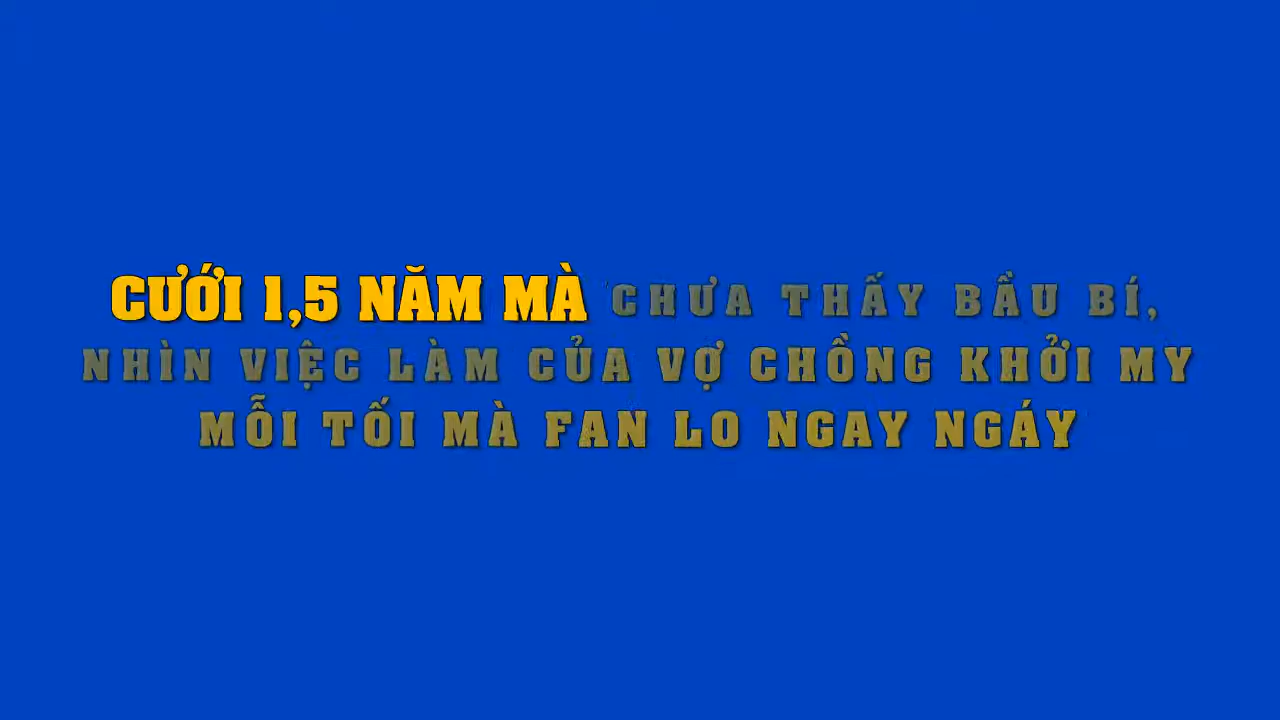 CƯỚI 1,5 NĂM MÀ CHƯA THẤY BẦU BÍ,
NHÌN VIỆC LÀM CỦA VỢ CHỒNG KHỞI MY
MỖI TỐI MÀ FAN LO NGAY NGÁY